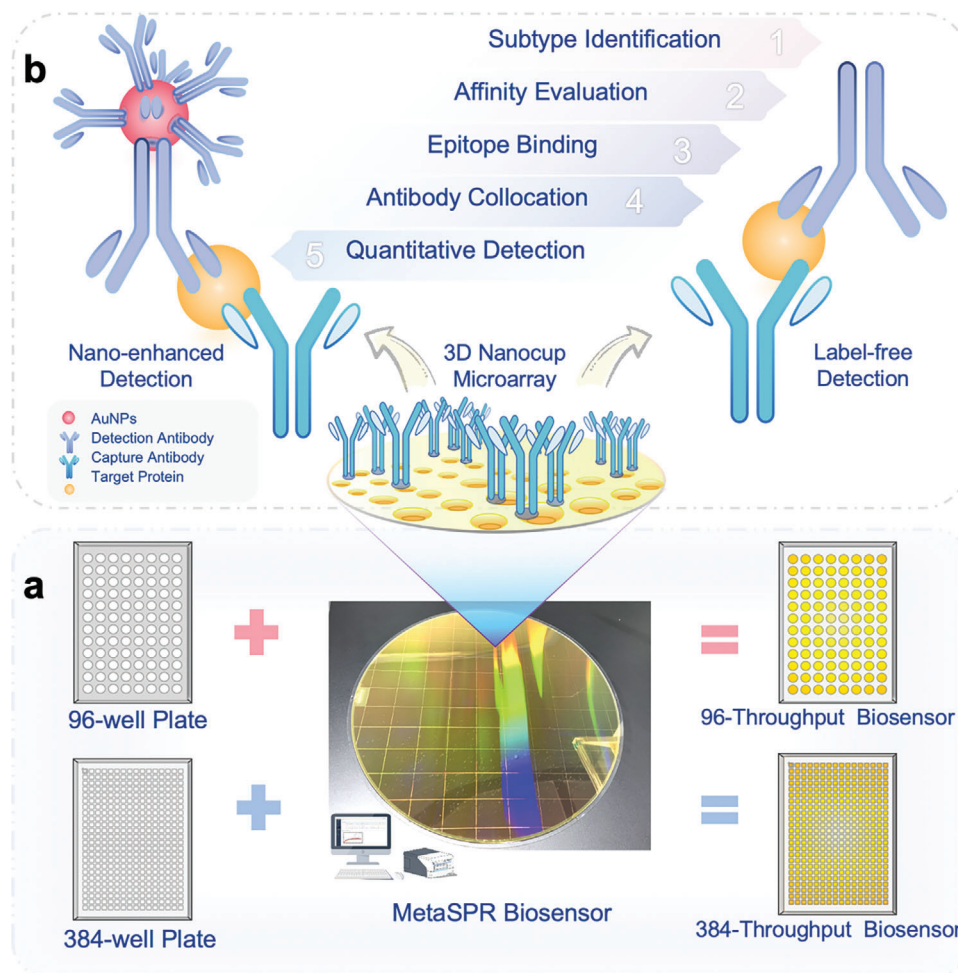 b
Subtype Identification 1
Affinity Evaluation 2
Epitope Binding 3
Antibody Collocation 4
5 Quantitative Detection
Nano-enhanced
Detection
3D Nanocup
Microarray
Label-free
Detection
AuNPs
Detection Antibody
Capture Antibody
Target Protein
a
96-well Plate
96-Throughput Biosensor
MetaSPR Biosensor
384-well Plate
384-Throughput Biosensor